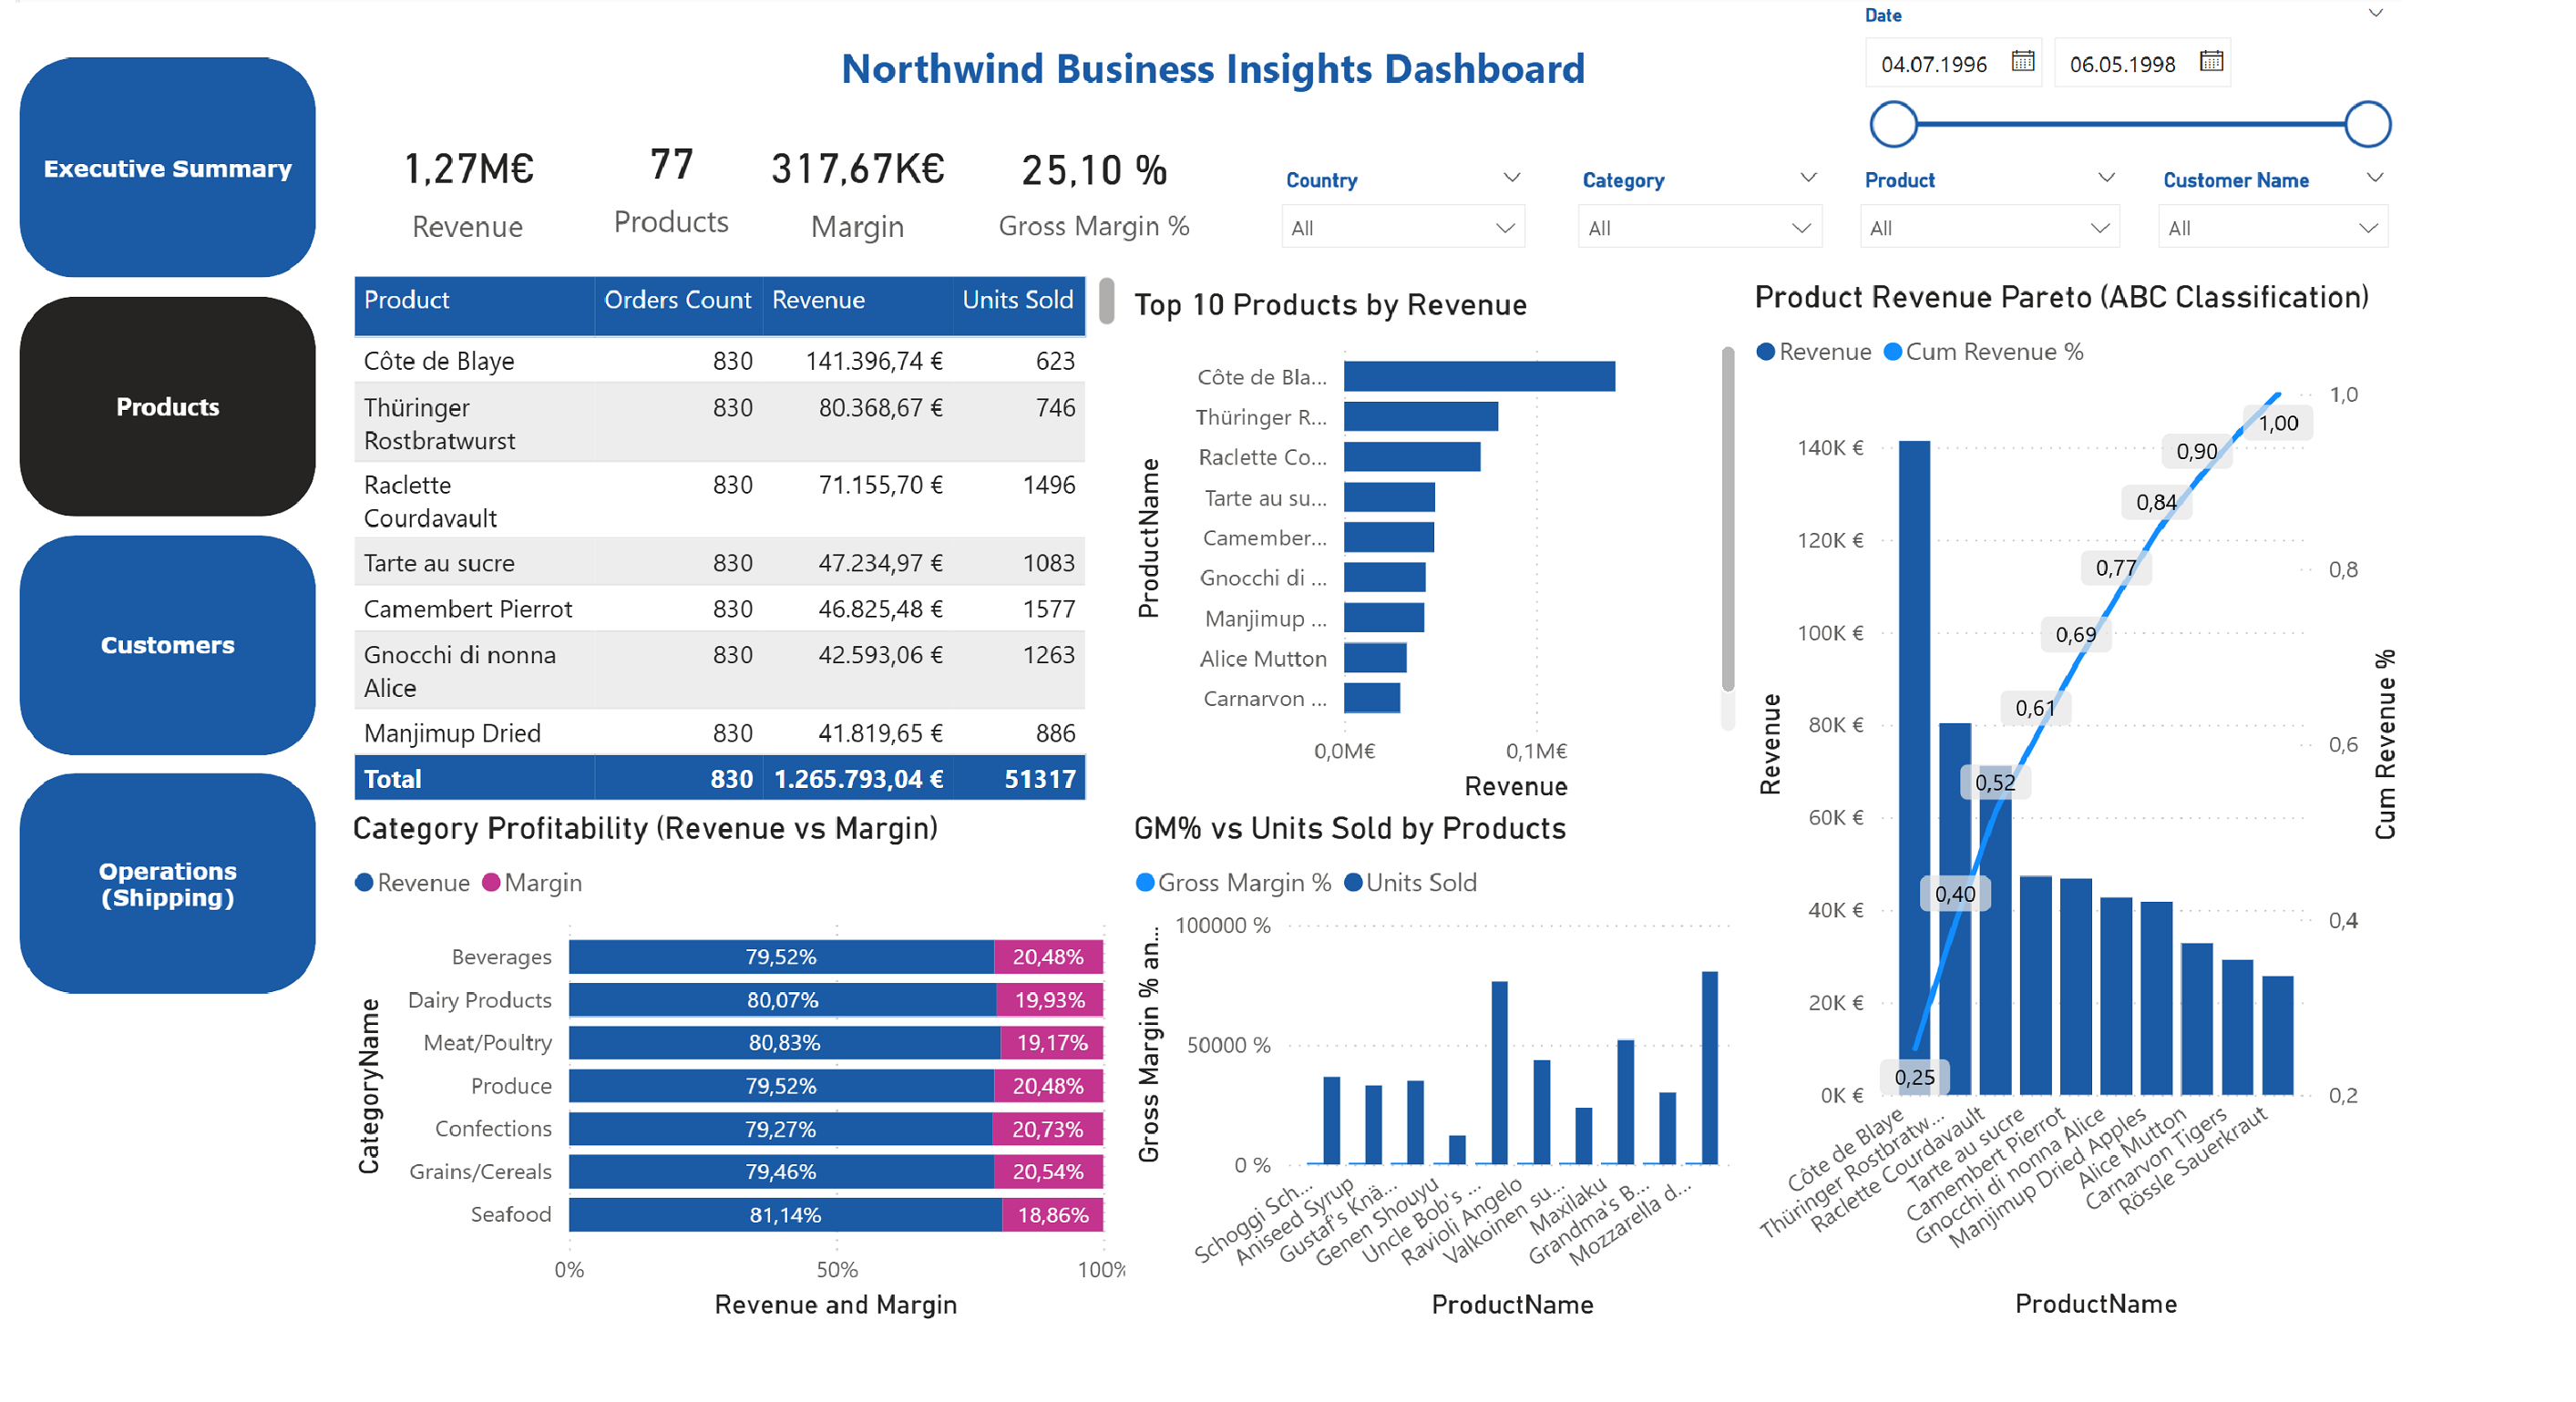 Northwind Business Insights Dashboard
Date
04.07.1996 06.05.1998
Executive Summary
Products
Customers
Operations
(Shipping)
1,27M€
Revenue
77
Products
317,67K€
Margin
25,10 %
Gross Margin %
Country
All
Category
All
Product
All
Customer Name
All
Product Orders Count Revenue Units Sold
Côte de Blaye 830 141.396,74 € 623
Thüringer 830 80.368,67 € 746
Rostbratwurst
Raclette 830 71.155,70 € 1496
Courdavault
Tarte au sucre 830 47.234,97 € 1083
Camembert Pierrot 830 46.825,48 € 1577
Gnocchi di nonna 830 42.593,06 € 1263
Alice
Manjimup Dried 830 41.819,65 € 886
Total 830 1.265.793,04 € 51317
Top 10 Products by Revenue
ProductName
Côte de Bla...
Thüringer R...
Raclette Co...
Tarte au su...
Camember...
Gnocchi di ...
Manjimup ...
Alice Mutton
Carnarvon ...
0,0M€ 0,1M€
Revenue
Product Revenue Pareto (ABC Classification)
Revenue Cum Revenue %
Revenue
140K €
120K €
100K €
80K €
60K €
40K €
20K €
0K €
0,25
0,40
0,52
0,61
0,69
0,77
0,84
0,90
1,00
1,0
0,8
0,6
0,4
0,2
Cum Revenue %
Côte de Blaye
Thüringer Rostbratw...
Raclette Courdavault
Tarte au sucre
Camembert Pierrot
Gnocchi di nonna Alice
Manjimup Dried Apples
Alice Mutton
Carnarvon Tigers
Rössle Sauerkraut
ProductName
Category Profitability (Revenue vs Margin)
Revenue Margin
CategoryName
Beverages 79,52% 20,48%
Dairy Products 80,07% 19,93%
Meat/Poultry 80,83% 19,17%
Produce 79,52% 20,48%
Confections 79,27% 20,73%
Grains/Cereals 79,46% 20,54%
Seafood 81,14% 18,86%
0% 50% 100%
Revenue and Margin
GM% vs Units Sold by Products
Gross Margin % Units Sold
Gross Margin % an...
100000 %
50000 %
0 %
Schoggi Sch...
Aniseed Syrup
Gustaf's Knä...
Genen Shouyu
Uncle Bob's ...
Ravioli Angelo
Valkoinen su...
Maxilaku
Grandma's B...
Mozzarella d...
ProductName